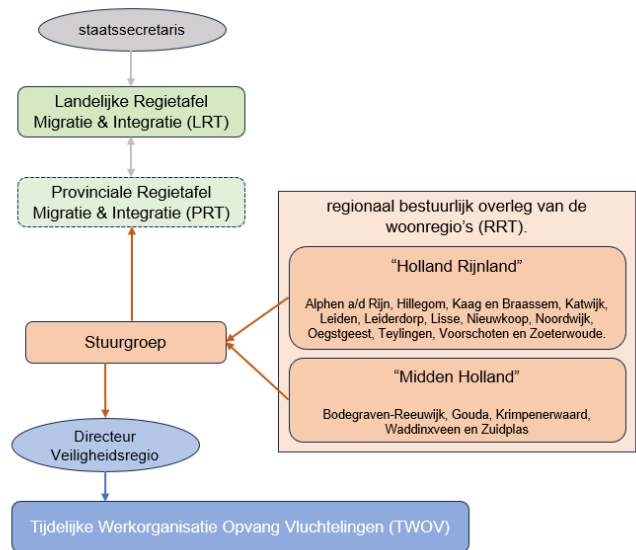 staatssecretaris
Landelijke Regietafel
Migratie & Integratie (LRT)
Provinciale Regietafel
Migratie & Integratie (PRT)
regionaal bestuurlijk overleg van de
woonregio's (RRT).
“Holland Rijnland”
Alphen a/d Rijn, Hillegom, Kaag en Braassem, Katwijk,
Leiden, Leiderdorp, Lisse, Nieuwkoop, Noordwijk,
Oegstgeest, Teylingen, Voorschoten en Zoeterwoude.
Stuurgroep
“Midden Holland”
Bodegraven-Reeuwijk, Gouda, Krimpenerwaard,
Waddinxveen en Zuidplas
Directeur
Veiligheidsregio
Tijdelijke Werkorganisatie Opvang Vluchtelingen (TWOV)